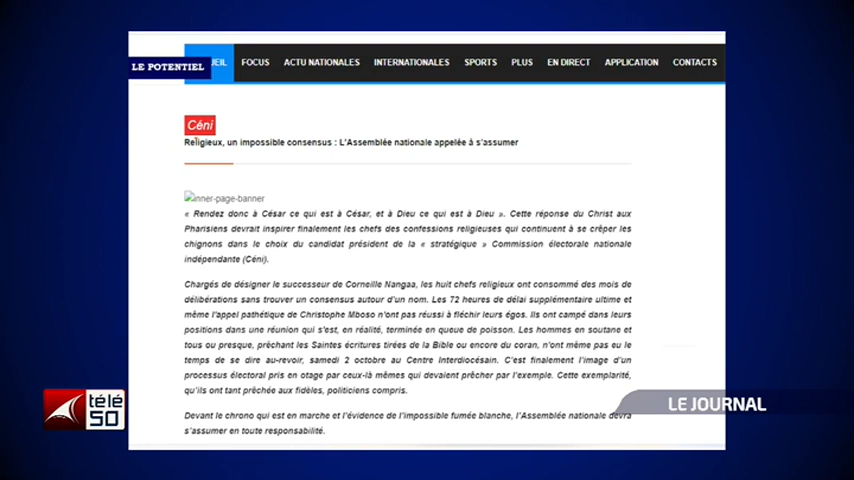 LE POTENTIEL
UEIL FOCUS ACTU NATIONALES INTERNATIONALES SPORTS PLUS EN DIRECT APPLICATION CONTACTS
Céni
Religieux, un impossible consensus : L'Assemblée nationale appelée à s'assumer
inner-page-banner
« Rendez donc à César ce qui est à César, et à Dieu ce qui est à Dieu ». Cette réponse du Christ aux
Pharisiens devrait inspirer finalement les chefs des confessions religieuses qui continuent à se crêper les
chignons dans le choix du candidat président de la « stratégique » Commission électorale nationale
indépendante (Céni).
Chargés de désigner le successeur de Corneille Nangaa, les huit chefs religieux ont consommé des mois de
délibérations sans trouver un consensus autour d'un nom. Les 72 heures de délai supplémentaire ultime et
même l'appel pathétique de Christophe Mboso n'ont pas réussi à fléchir leurs égos. Ils ont campé dans leurs
positions dans une réunion qui s'est, en réalité, terminée en queue de poisson. Les hommes en soutane et
tous ou presque, prêchant les Saintes écritures tirées de la Bible ou encore du coran, n'ont même pas eu le
temps de se dire au-revoir, samedi 2 octobre au Centre Interdiocésain. C'est finalement l'image d'un
processus électoral pris en otage par ceux-là mêmes qui devaient prêcher par l'exemple. Cette exemplarité,
qu'ils ont tant prêchée aux fidèles, politiciens compris.
Devant le chrono qui est en marche et l'évidence de l'impossible fumée blanche, l'Assemblée nationale devra
s'assumer en toute responsabilité.
télé
50
LE JOURNAL